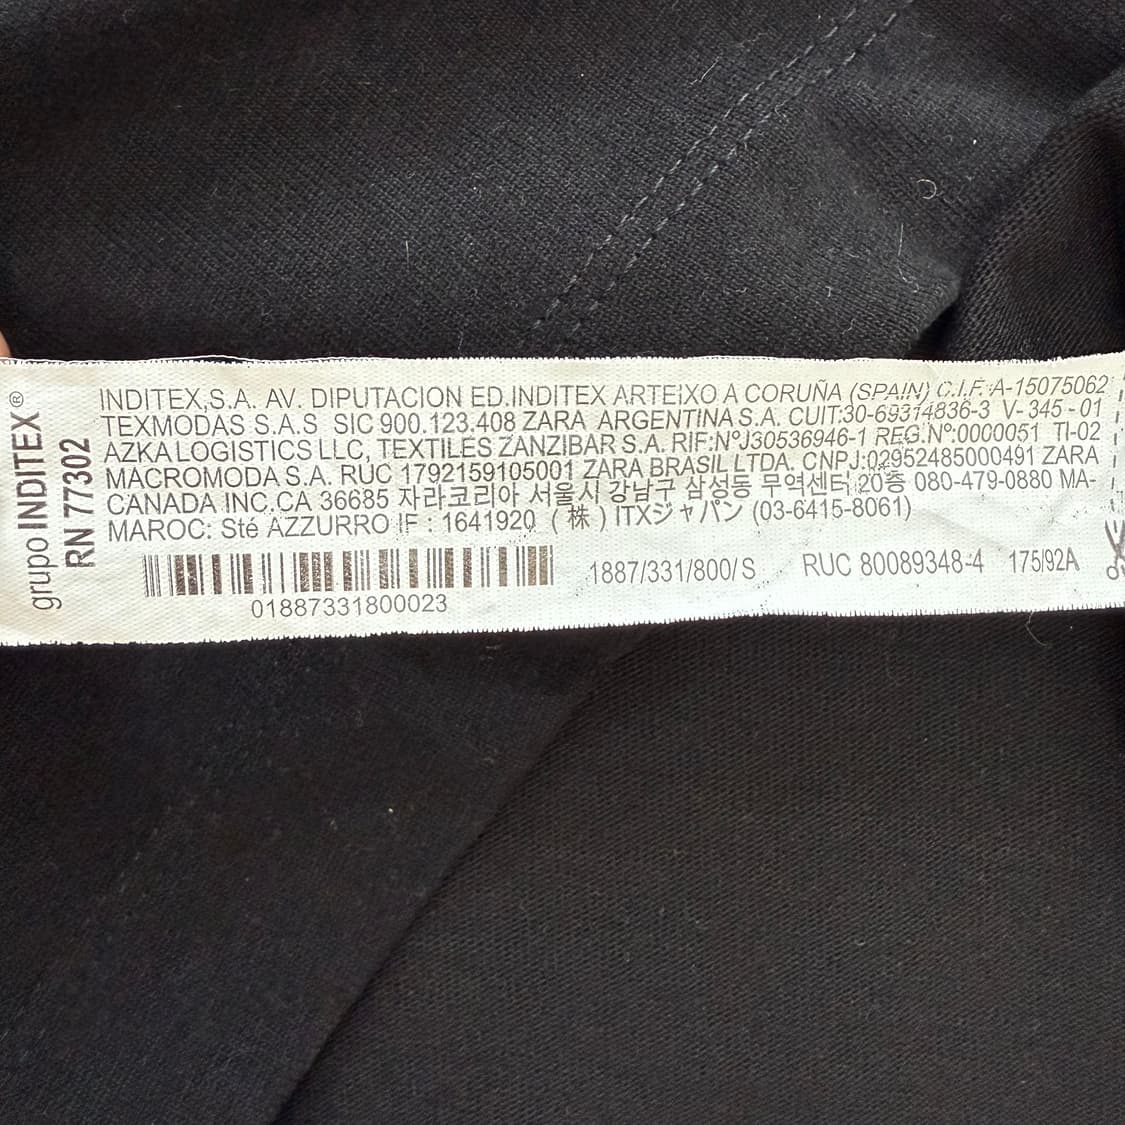 grupo INDITEX®
RN 77302
INDITEX,S.A. AV. DIPUTACION ED.INDITEX ARTEIXO A CORUÑA (SPAIN) C.I.F. A-15075062
TEXMODAS S.A.S SIC 900.123.408 ZARA ARGENTINA S.A. CUIT:30-69314836-3 V-345-01
AZKA LOGISTICS LLC, TEXTILES ZANZIBAR S.A. RIF:NºJ30536946-1 REG.Nº:0000051 TI-02
MACROMODA S.A. RUC 1792159105001 ZARA BRASIL LTDA. CNPJ:02952485000491 ZARA
CANADA INC.CA 36685 자라코리아 서울시 강남구 삼성동 무역센터 20층 080-479-0880 MA-
MAROC: Sté AZZURRO IF : 1641920 (株) ITXジャパン (03-6415-8061)
1887/331/800/S RUC 80089348-4 175/92A
01887331800023